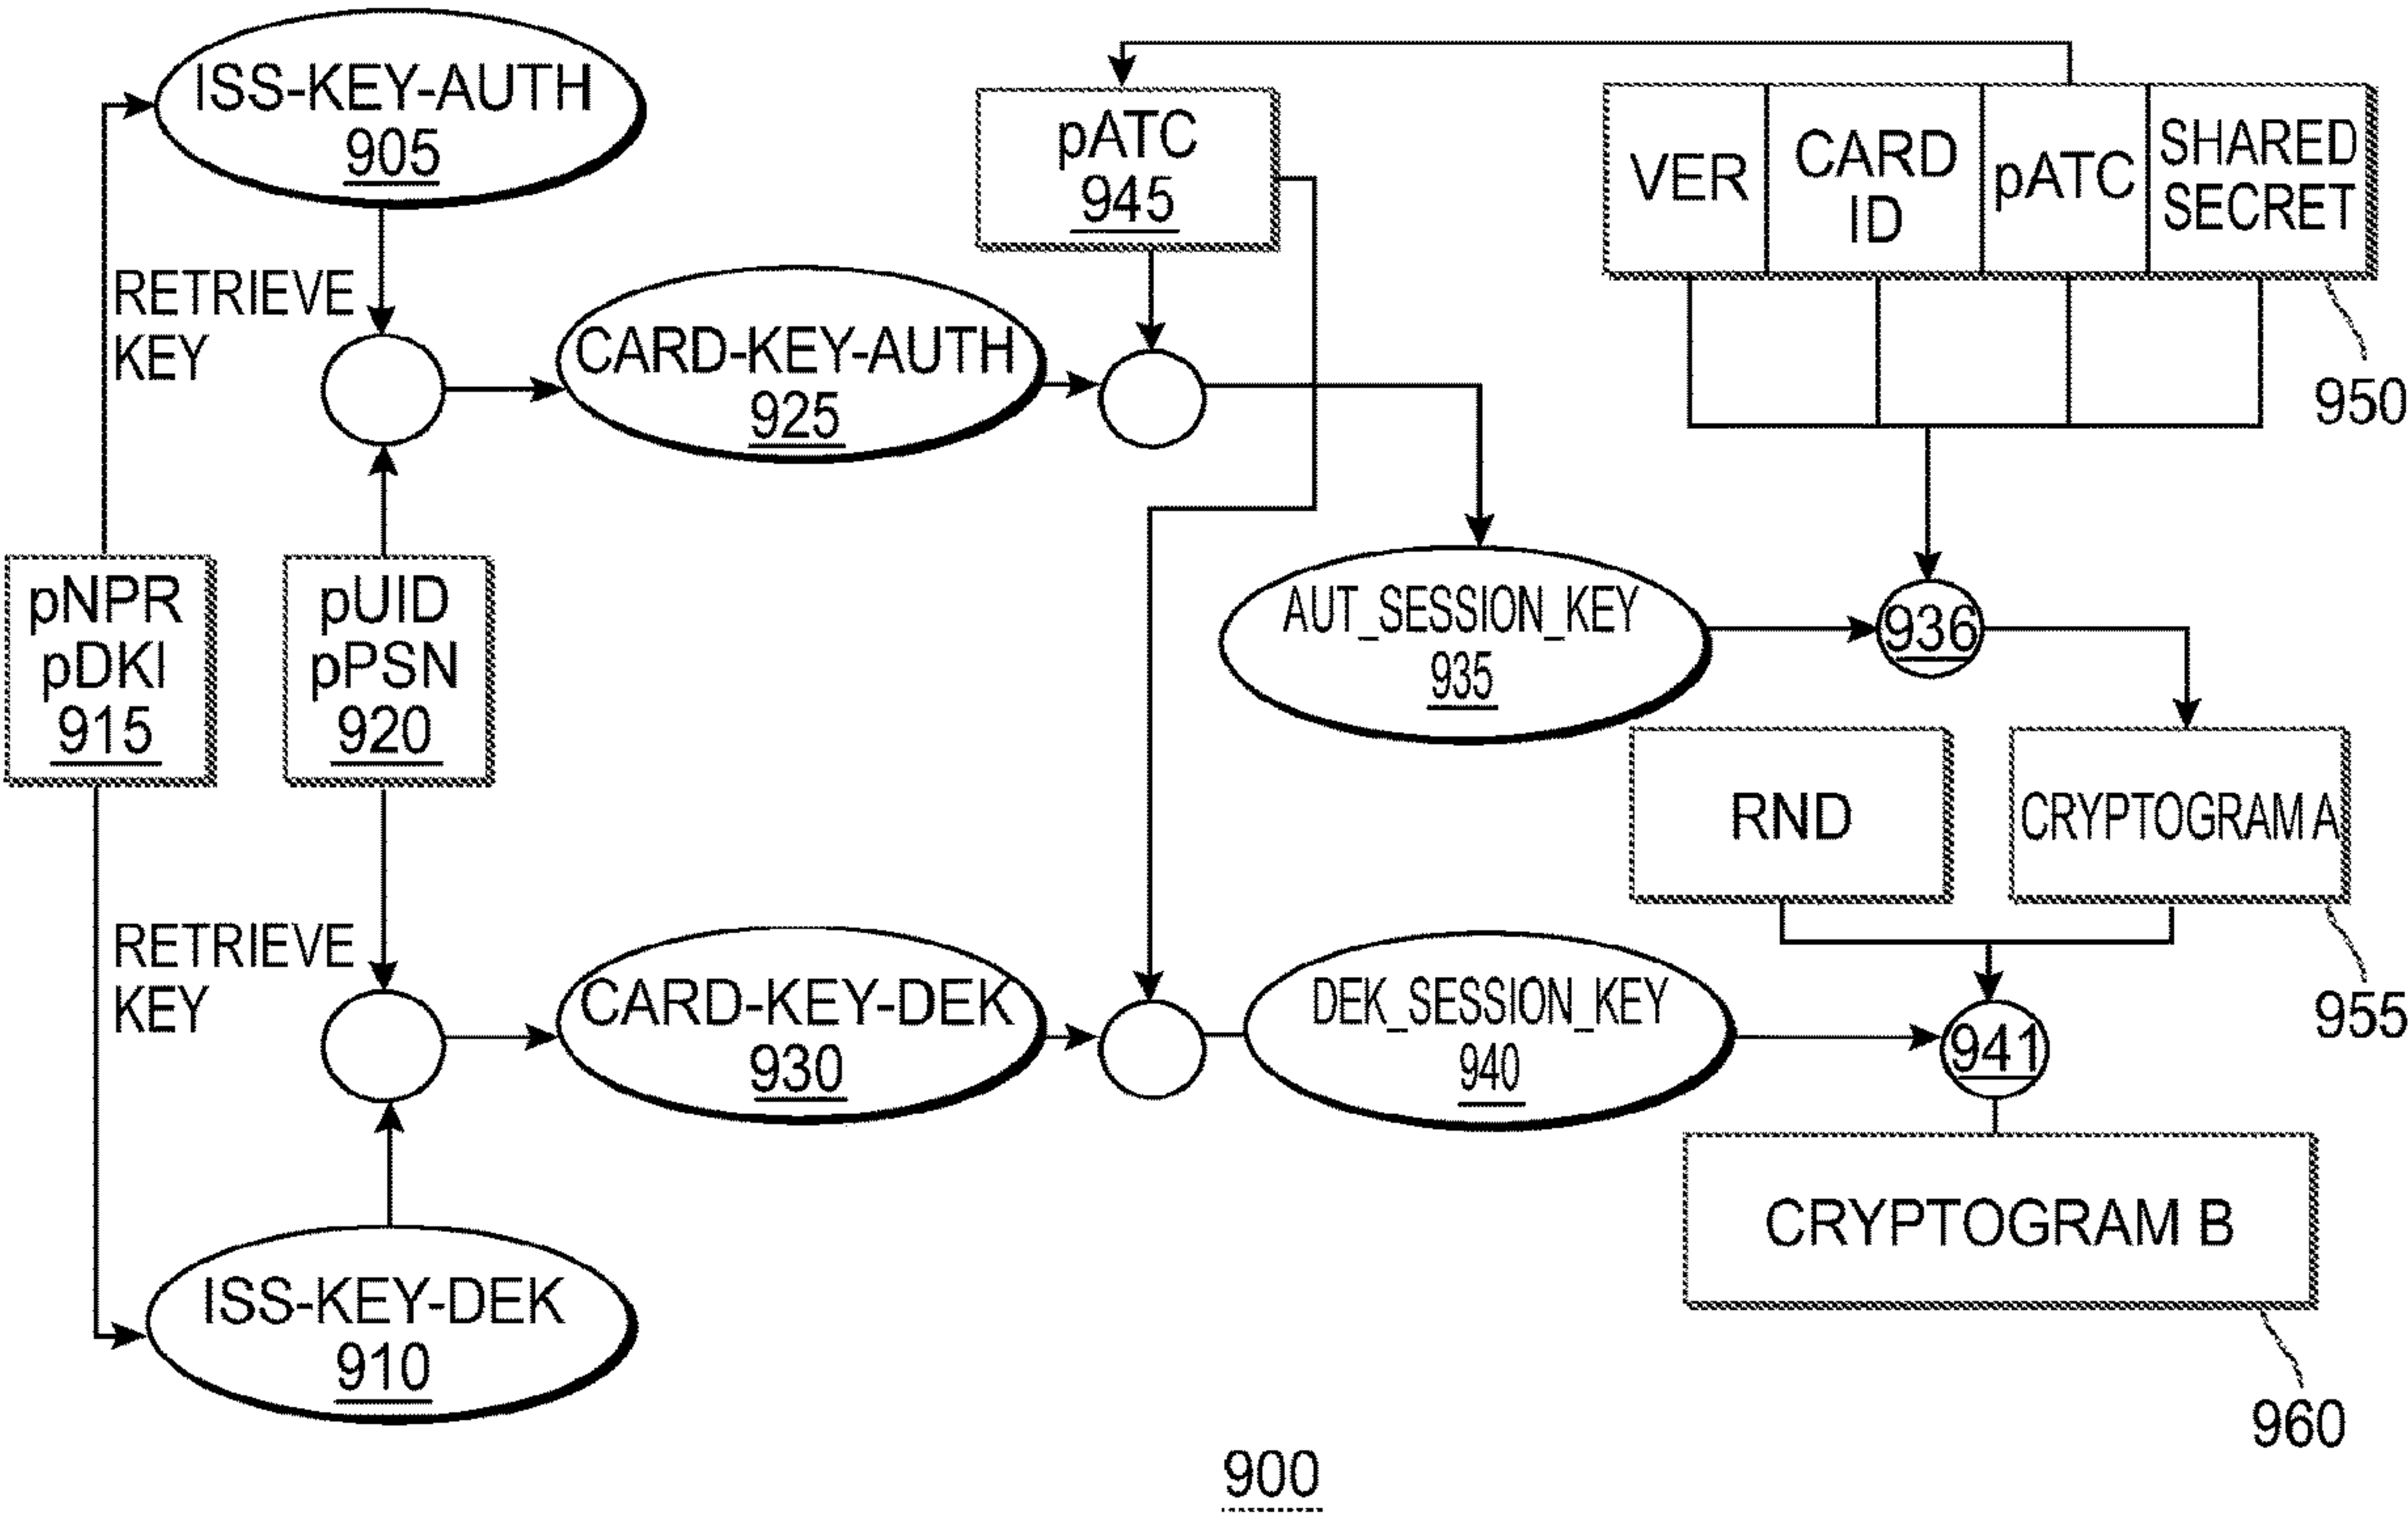 ISS-KEY-AUTH
905
RETRIEVE
KEY
pATC
945
VER
CARD
ID
pATC
SHARED
SECRET
950
CARD-KEY-AUTH
925
pNPR
pDKI
915
pUID
pPSN
920
AUT_SESSION_KEY
935
936
RND
CRYPTOGRAM A
955
RETRIEVE
KEY
CARD-KEY-DEK
930
DEK_SESSION_KEY
940
941
CRYPTOGRAM B
960
ISS-KEY-DEK
910
900